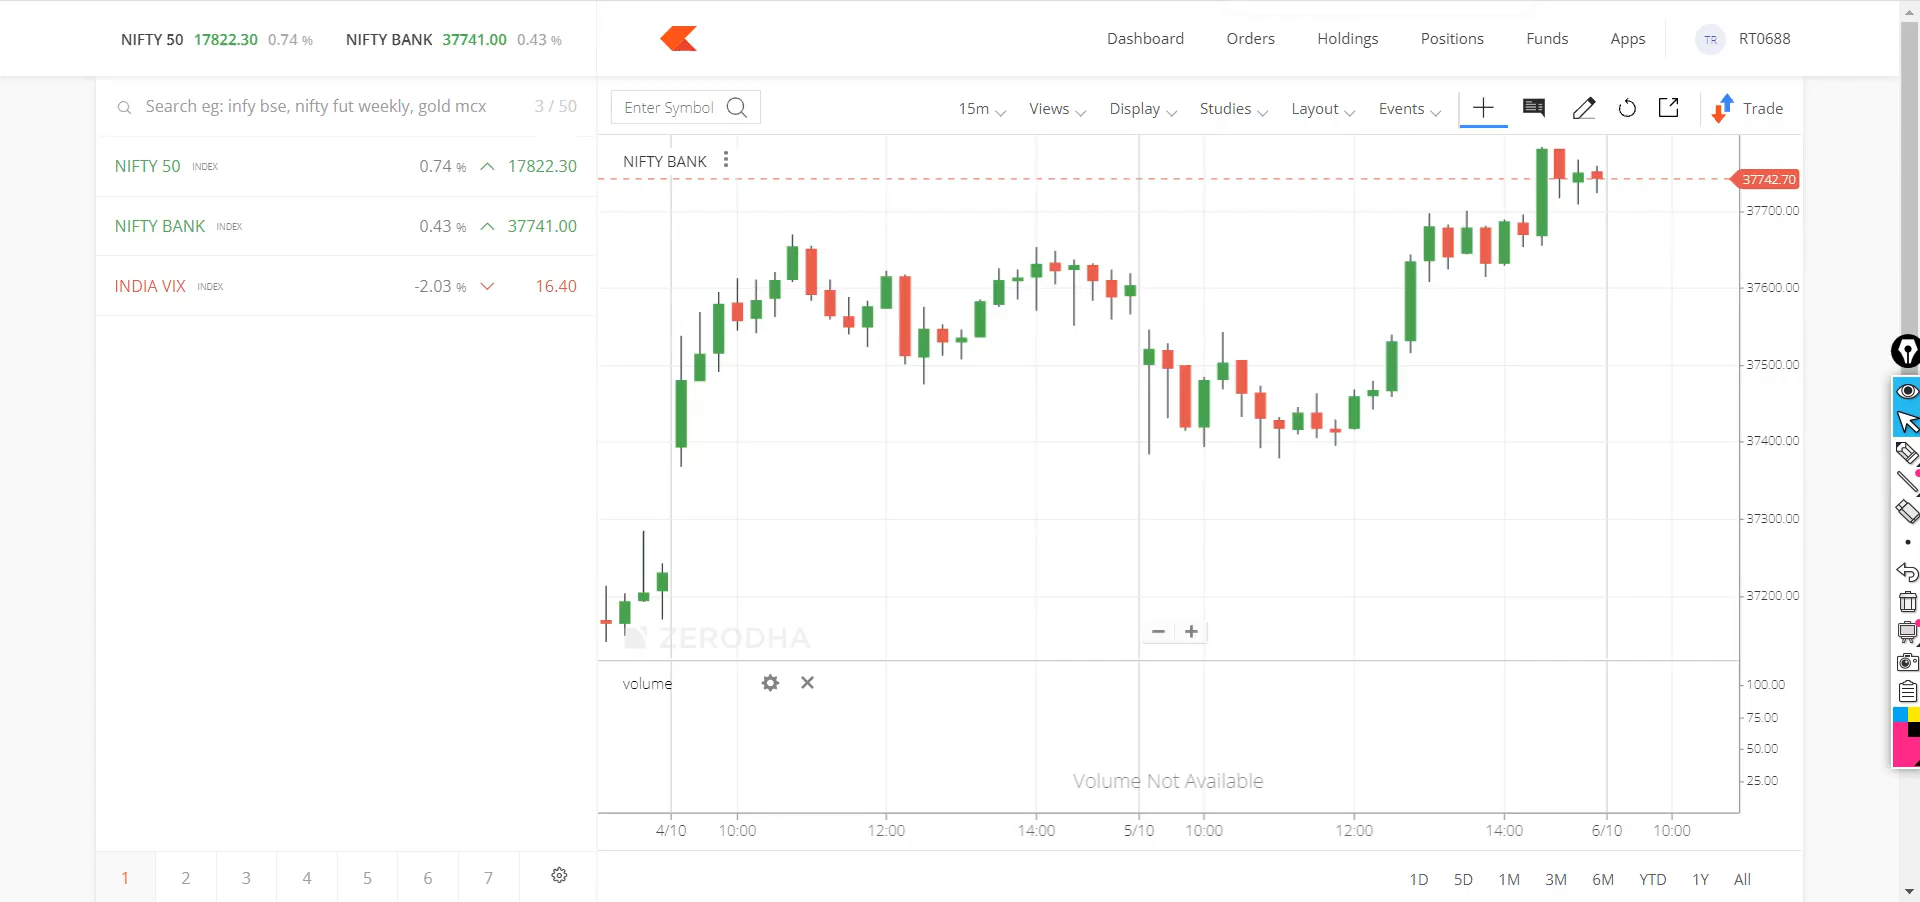 NIFTY 50 17822.30 0.74 % NIFTY BANK 37741.00 0.43 %
Dashboard Orders Holdings Positions Funds Apps TR RT0688
Search eg: infy bse, nifty fut weekly, gold mcx 3 / 50
NIFTY 50 INDEX 0.74 % 17822.30
NIFTY BANK INDEX 0.43 % 37741.00
INDIA VIX INDEX -2.03 % 16.40
1 2 3 4 5 6 7
Enter Symbol 15m Views Display Studies Layout Events Trade
NIFTY BANK
37742.70
37700.00
37600.00
37500.00
37400.00
37300.00
37200.00
ZERODHA
volume
100.00
75.00
50.00
25.00
Volume Not Available
4/10 10:00 12:00 14:00 5/10 10:00 12:00 14:00 6/10 10:00
1D 5D 1M 3M 6M YTD 1Y All